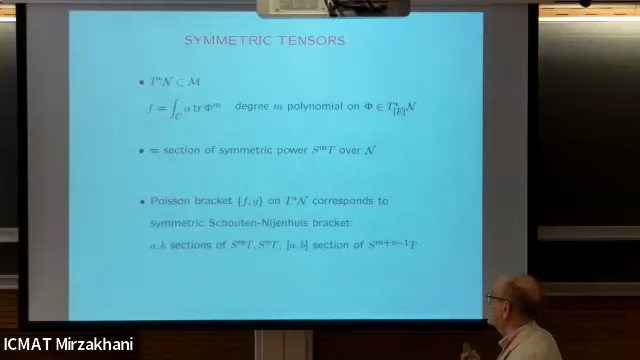 SYMMETRIC TENSORS
• T*𝒩 ⊂ ℳ
f = ∫_C α tr Φ^m degree m polynomial on Φ ∈ T*_{[E]}𝒩
• = section of symmetric power S^mT over 𝒩
• Poisson bracket {f, g} on T*𝒩 corresponds to
symmetric Schouten-Nijenhuis bracket:
a, b sections of S^mT, S^nT, [a, b] section of S^{m+n−1}T
ICMAT Mirzakhani